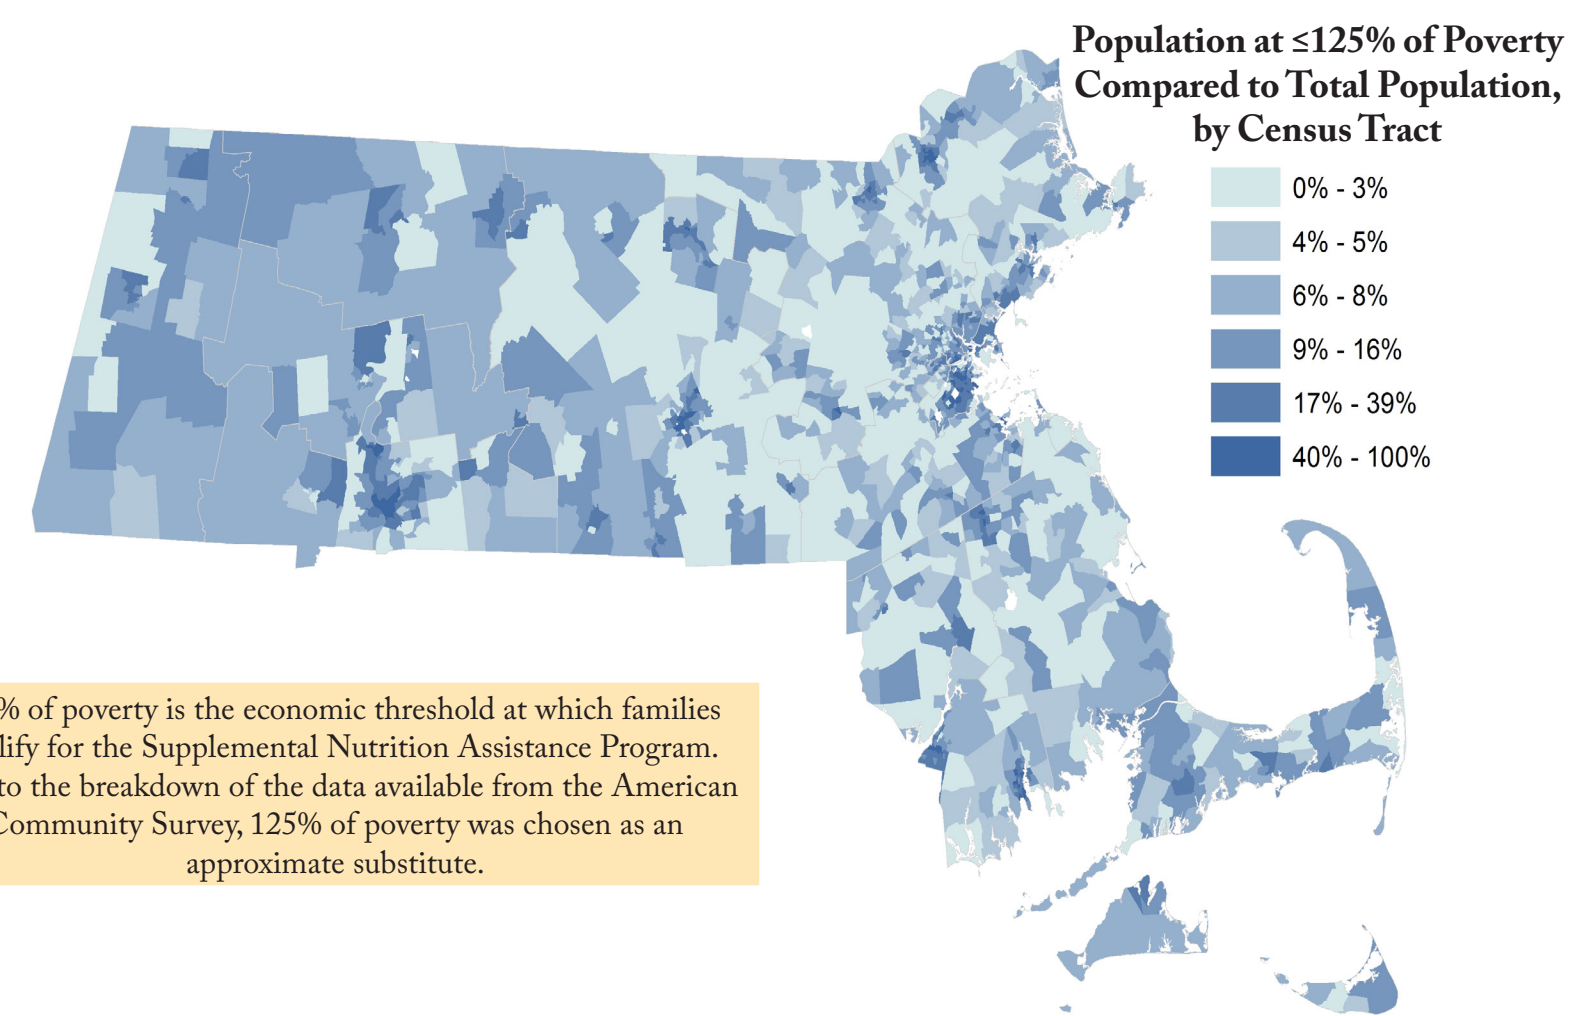 Population at ≤125% of Poverty
Compared to Total Population,
by Census Tract
0% - 3%
4% - 5%
6% - 8%
9% - 16%
17% - 39%
40% - 100%
% of poverty is the economic threshold at which families
lify for the Supplemental Nutrition Assistance Program.
to the breakdown of the data available from the American
Community Survey, 125% of poverty was chosen as an
approximate substitute.